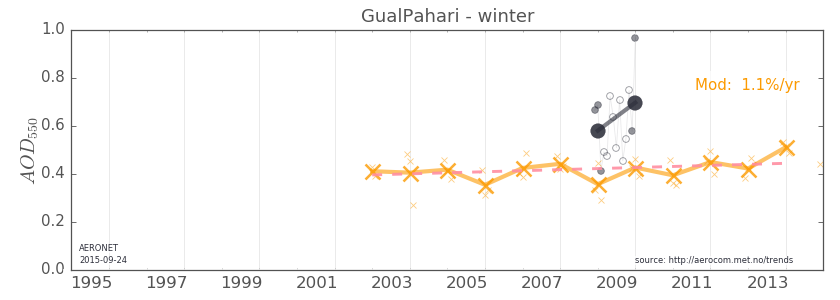 GualPahari - winter
1.0
0.8
0.6
0.4
0.2
0.0
AOD550
Mod: 1.1%/yr
AERONET
2015-09-24
source: http://aerocom.met.no/trends
1995 1997 1999 2001 2003 2005 2007 2009 2011 2013